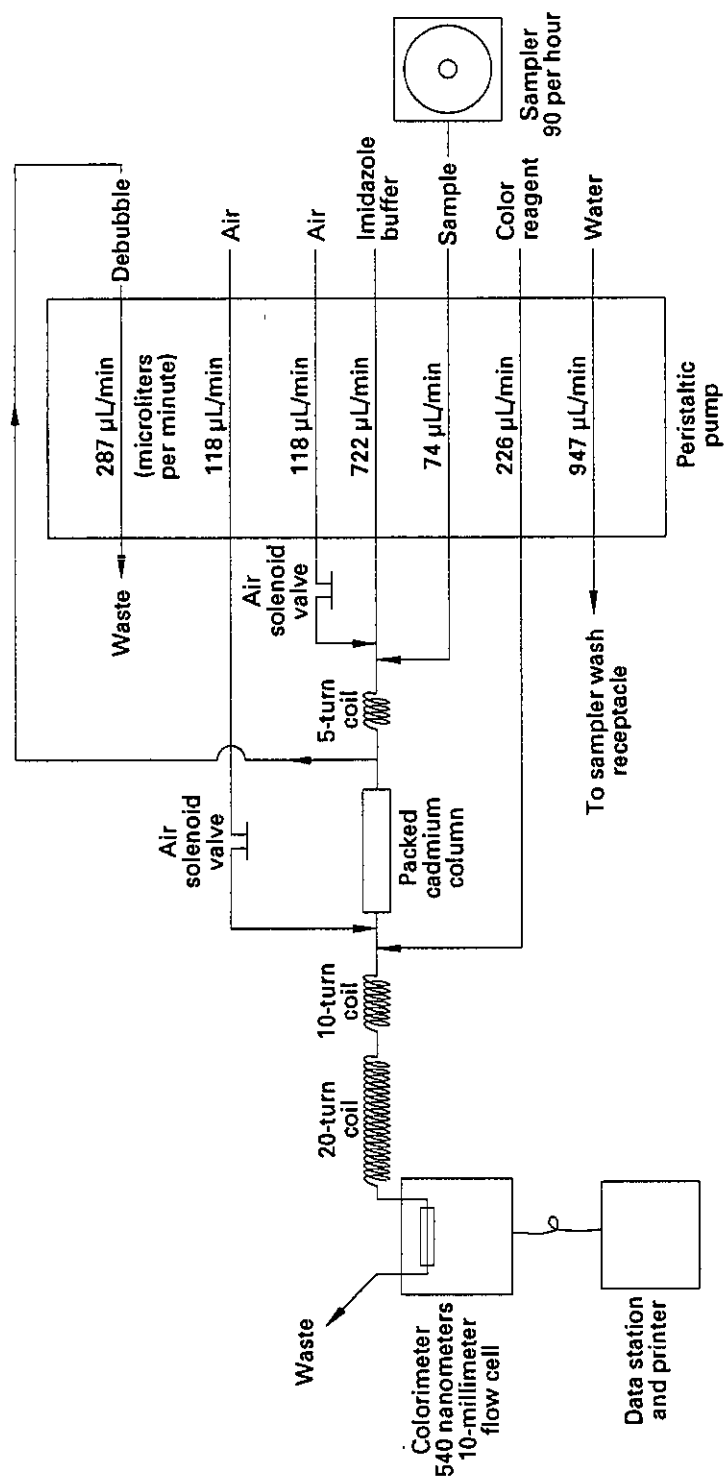 Sampler
90 per hour
Debubble
Air
Air
Imidazole
buffer
Sample
Color
reagent
Water
287 µL/min
(microliters
per minute)
118 µL/min
118 µL/min
722 µL/min
74 µL/min
226 µL/min
947 µL/min
Peristaltic
pump
Waste
Air
solenoid
valve
To sampler wash
receptacle
5-turn
coil
Air
solenoid
valve
Packed
cadmium
column
10-turn
coil
20-turn
coil
Waste
Colorimeter
540 nanometers
10-millimeter
flow cell
Data station
and printer